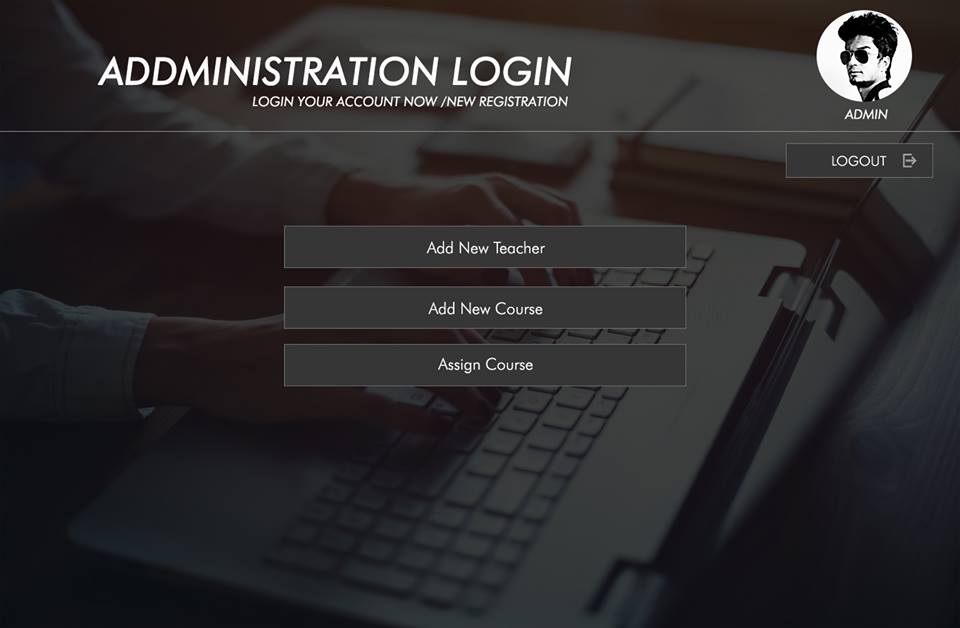 ADDMINISTRATION LOGIN
LOGIN YOUR ACCOUNT NOW /NEW REGISTRATION
ADMIN
LOGOUT
Add New Teacher
Add New Course
Assign Course